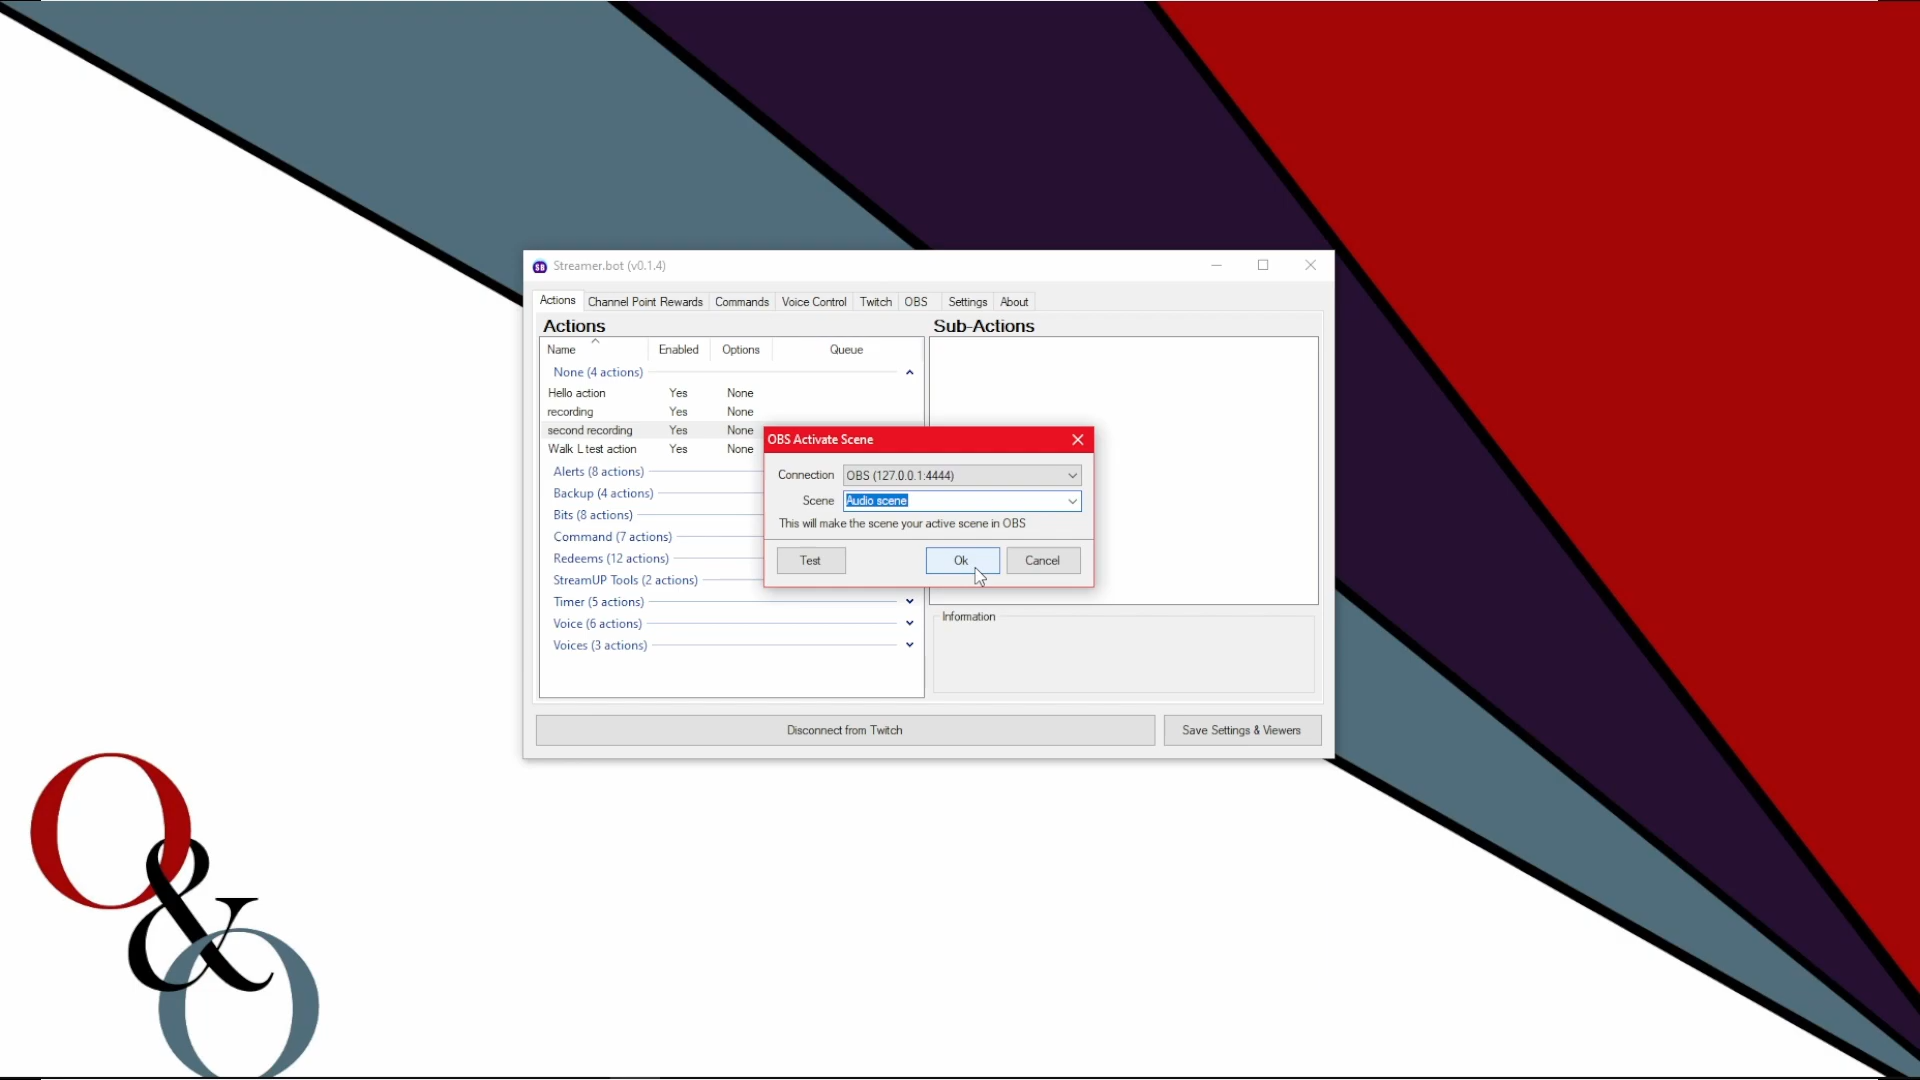 Streamer.bot (v0.1.4)
Actions Channel Point Rewards Commands Voice Control Twitch OBS Settings About
Actions
Sub-Actions
Name Enabled Options Queue
None (4 actions)
Hello action Yes None
recording Yes None
second recording Yes None
Walk L test action Yes None
Alerts (8 actions)
Backup (4 actions)
Bits (8 actions)
Command (7 actions)
Redeems (12 actions)
StreamUP Tools (2 actions)
Timer (5 actions)
Voice (6 actions)
Voices (3 actions)
OBS Activate Scene
Connection OBS (127.0.0.1:4444)
Scene Audio scene
This will make the scene your active scene in OBS
Test Ok Cancel
Information
Disconnect from Twitch
Save Settings & Viewers
O&O